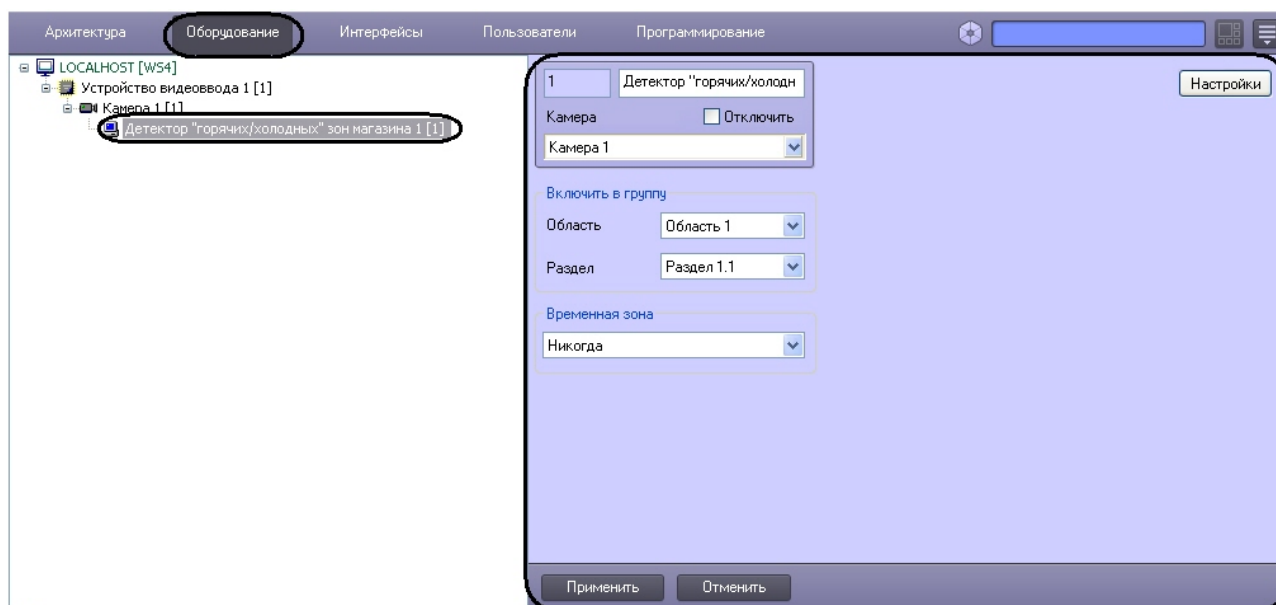 Архитектура Оборудование Интерфейсы Пользователи Программирование
LOCALHOST [WS4]
Устройство видеоввода 1 [1]
Камера 1 [1]
Детектор "горячих/холодных" зон магазина 1 [1]
1 Детектор "горячих/холодн
Настройки
Камера Отключить
Камера 1
Включить в группу
Область Область 1
Раздел Раздел 1.1
Временная зона
Никогда
Применить Отменить